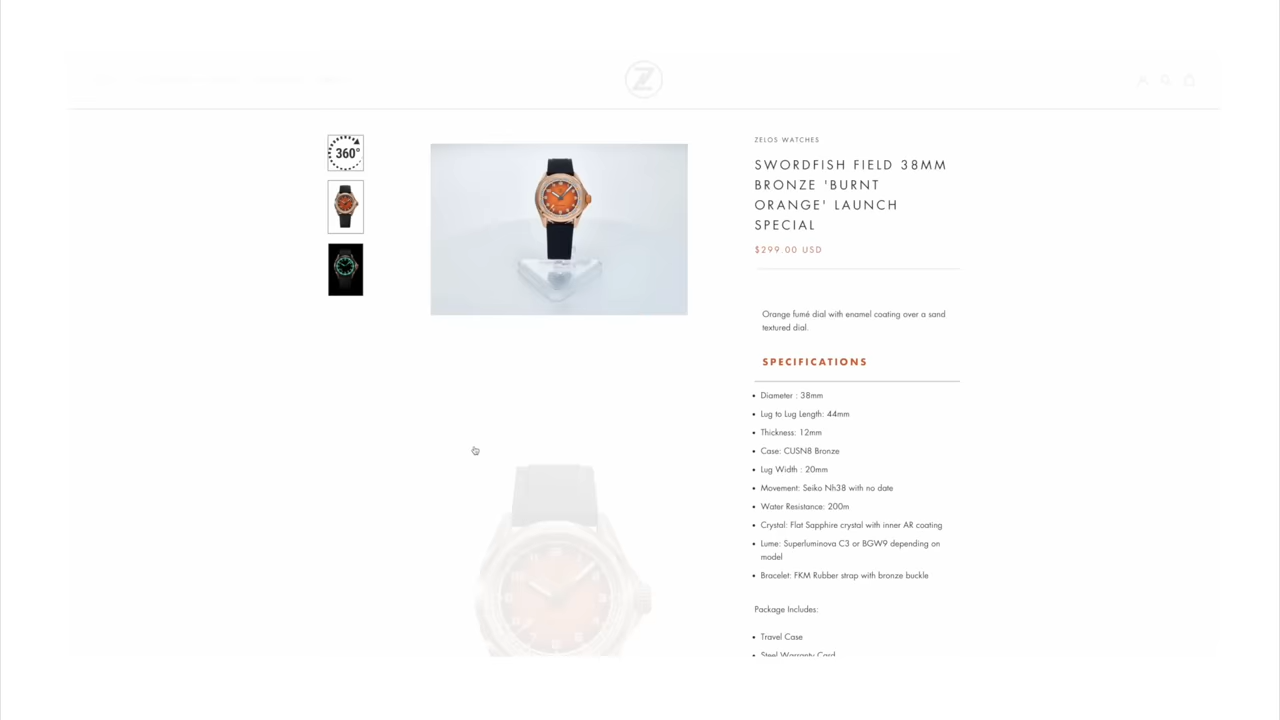 Z
360°
ZELOS WATCHES
SWORDFISH FIELD 38MM
BRONZE 'BURNT
ORANGE' LAUNCH
SPECIAL
$299.00 USD
Orange fumé dial with enamel coating over a sand
textured dial.
SPECIFICATIONS
• Diameter : 38mm
• Lug to Lug Length: 44mm
• Thickness: 12mm
• Case: CUSN8 Bronze
• Lug Width : 20mm
• Movement: Seiko Nh38 with no date
• Water Resistance: 200m
• Crystal: Flat Sapphire crystal with inner AR coating
• Lume: Superluminova C3 or BGW9 depending on
model
• Bracelet: FKM Rubber strap with bronze buckle
Package Includes:
• Travel Case
• Steel Warranty Card